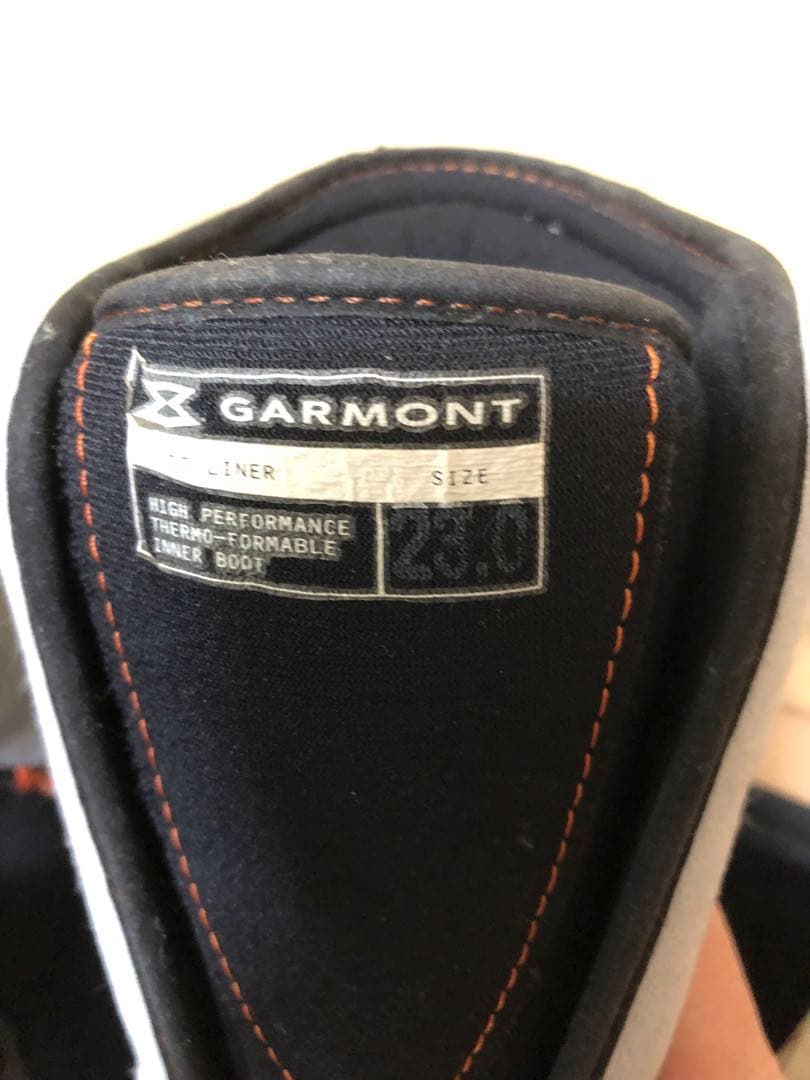 GARMONT
LINER SIZE
HIGH PERFORMANCE
THERMO-FORMABLE
INNER BOOT
23.0